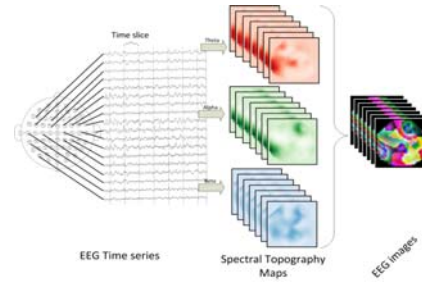 Time slice
Theta
Alpha
Beta
EEG Time series
Spectral Topography
Maps
EEG images